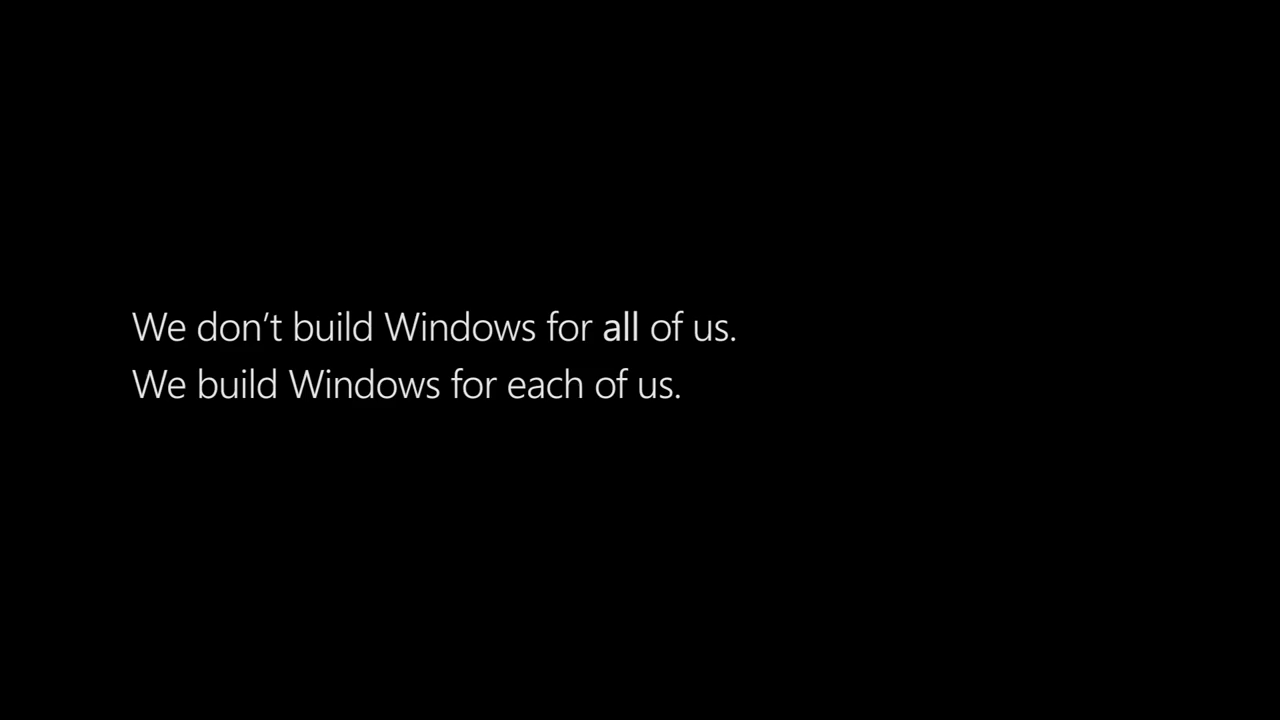 We don’t build Windows for all of us.
We build Windows for each of us.